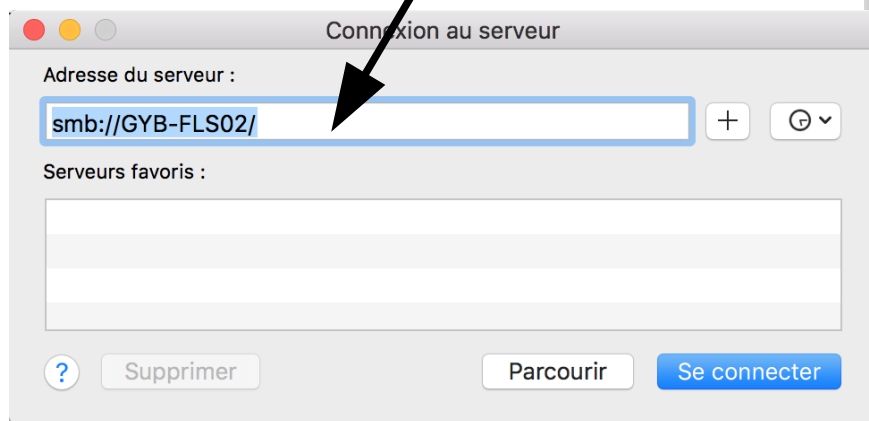 Connexion au serveur
Adresse du serveur :
smb://GYB-FLS02/
Serveurs favoris :
? Supprimer Parcourir Se connecter